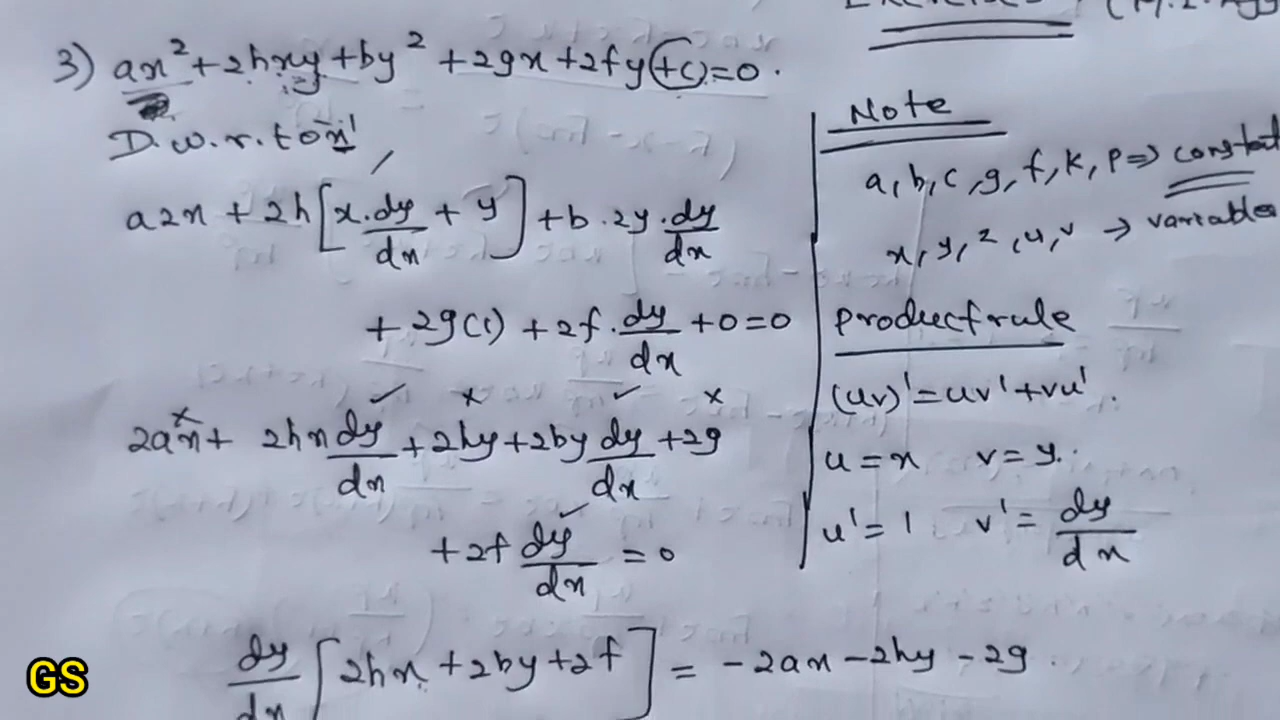 3) ax² + 2hxy + by² + 2gx + 2fy + c = 0.
D.w.r.to 'x'
a2x + 2h[x.dy/dx + y] + b.2y.dy/dx
+ 2g(1) + 2f.dy/dx + 0 = 0
2ax + 2hx dy/dx + 2hy + 2by dy/dx + 2g
+ 2f dy/dx = 0
dy/dx [2hx + 2by + 2f] = -2ax - 2hy - 2g.
Note
a, b, c, g, f, k, p ⇒ constant
x, y, z, u, v → variables
Product rule
(uv)' = uv' + vu'.
u = x v = y.
u' = 1 v' = dy/dx
GS